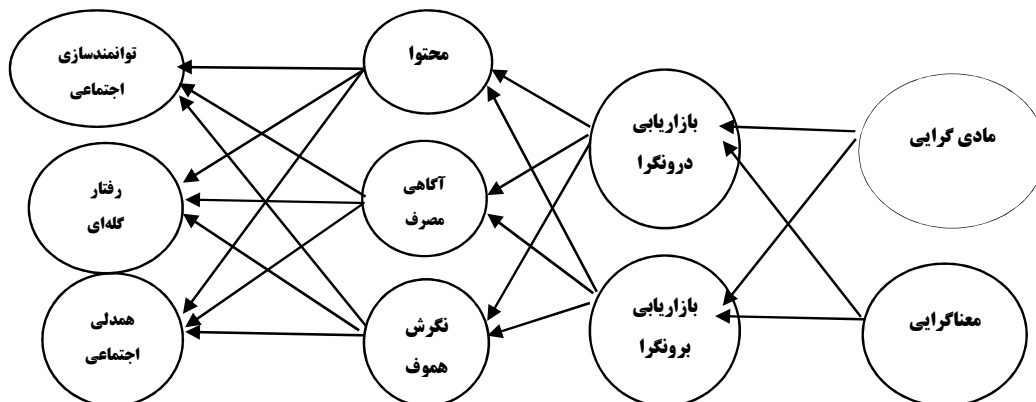 مادی گرایی
معناگرایی
بازاریابی
درونگرا
بازاریابی
برونگرا
محتوا
آگاهی
مصرف
نگرش
هموف
توانمندسازی
اجتماعی
رفتار
گله‌ای
همدلی
اجتماعی